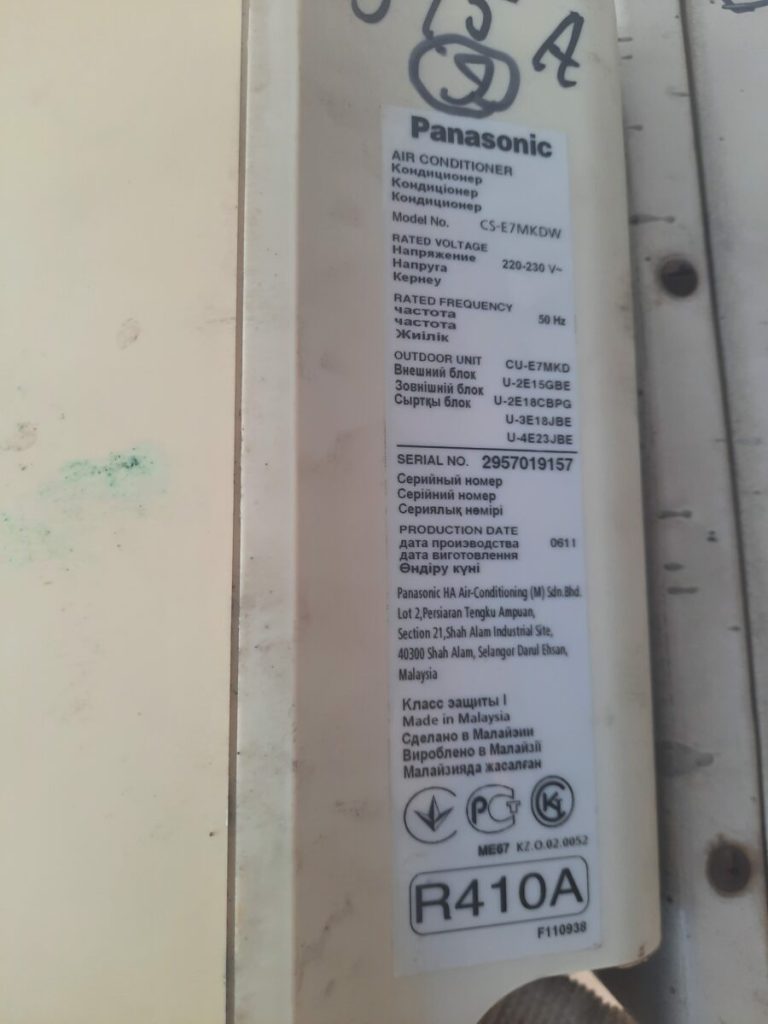 Panasonic
AIR CONDITIONER
Кондиционер
Кондиціонер
Кондиционер
Model No. CS-E7MKDW
RATED VOLTAGE
Напряжение 220-230 V~
Напруга
Кернеу
RATED FREQUENCY
частота 50 Hz
частота
Жиілік
OUTDOOR UNIT CU-E7MKD
Внешний блок U-2E15GBE
Зовнішній блок U-2E18CBPG
Сыртқы блок U-3E18JBE
U-4E23JBE
SERIAL NO. 2957019157
Серийный номер
Серійний номер
Сериялық нөмірі
PRODUCTION DATE
дата производства 0611
дата виготовлення
Өндіру күні
Panasonic HA Air-Conditioning (M) Sdn.Bhd.
Lot 2,Persiaran Tengku Ampuan,
Section 21,Shah Alam Industrial Site,
40300 Shah Alam, Selangor Darul Ehsan,
Malaysia
Класс защиты I
Made in Malaysia
Сделано в Малайзии
Вироблено в Малайзії
Малайзияда жасалған
ME67 KZ.O.02.0052
R410A
F110938